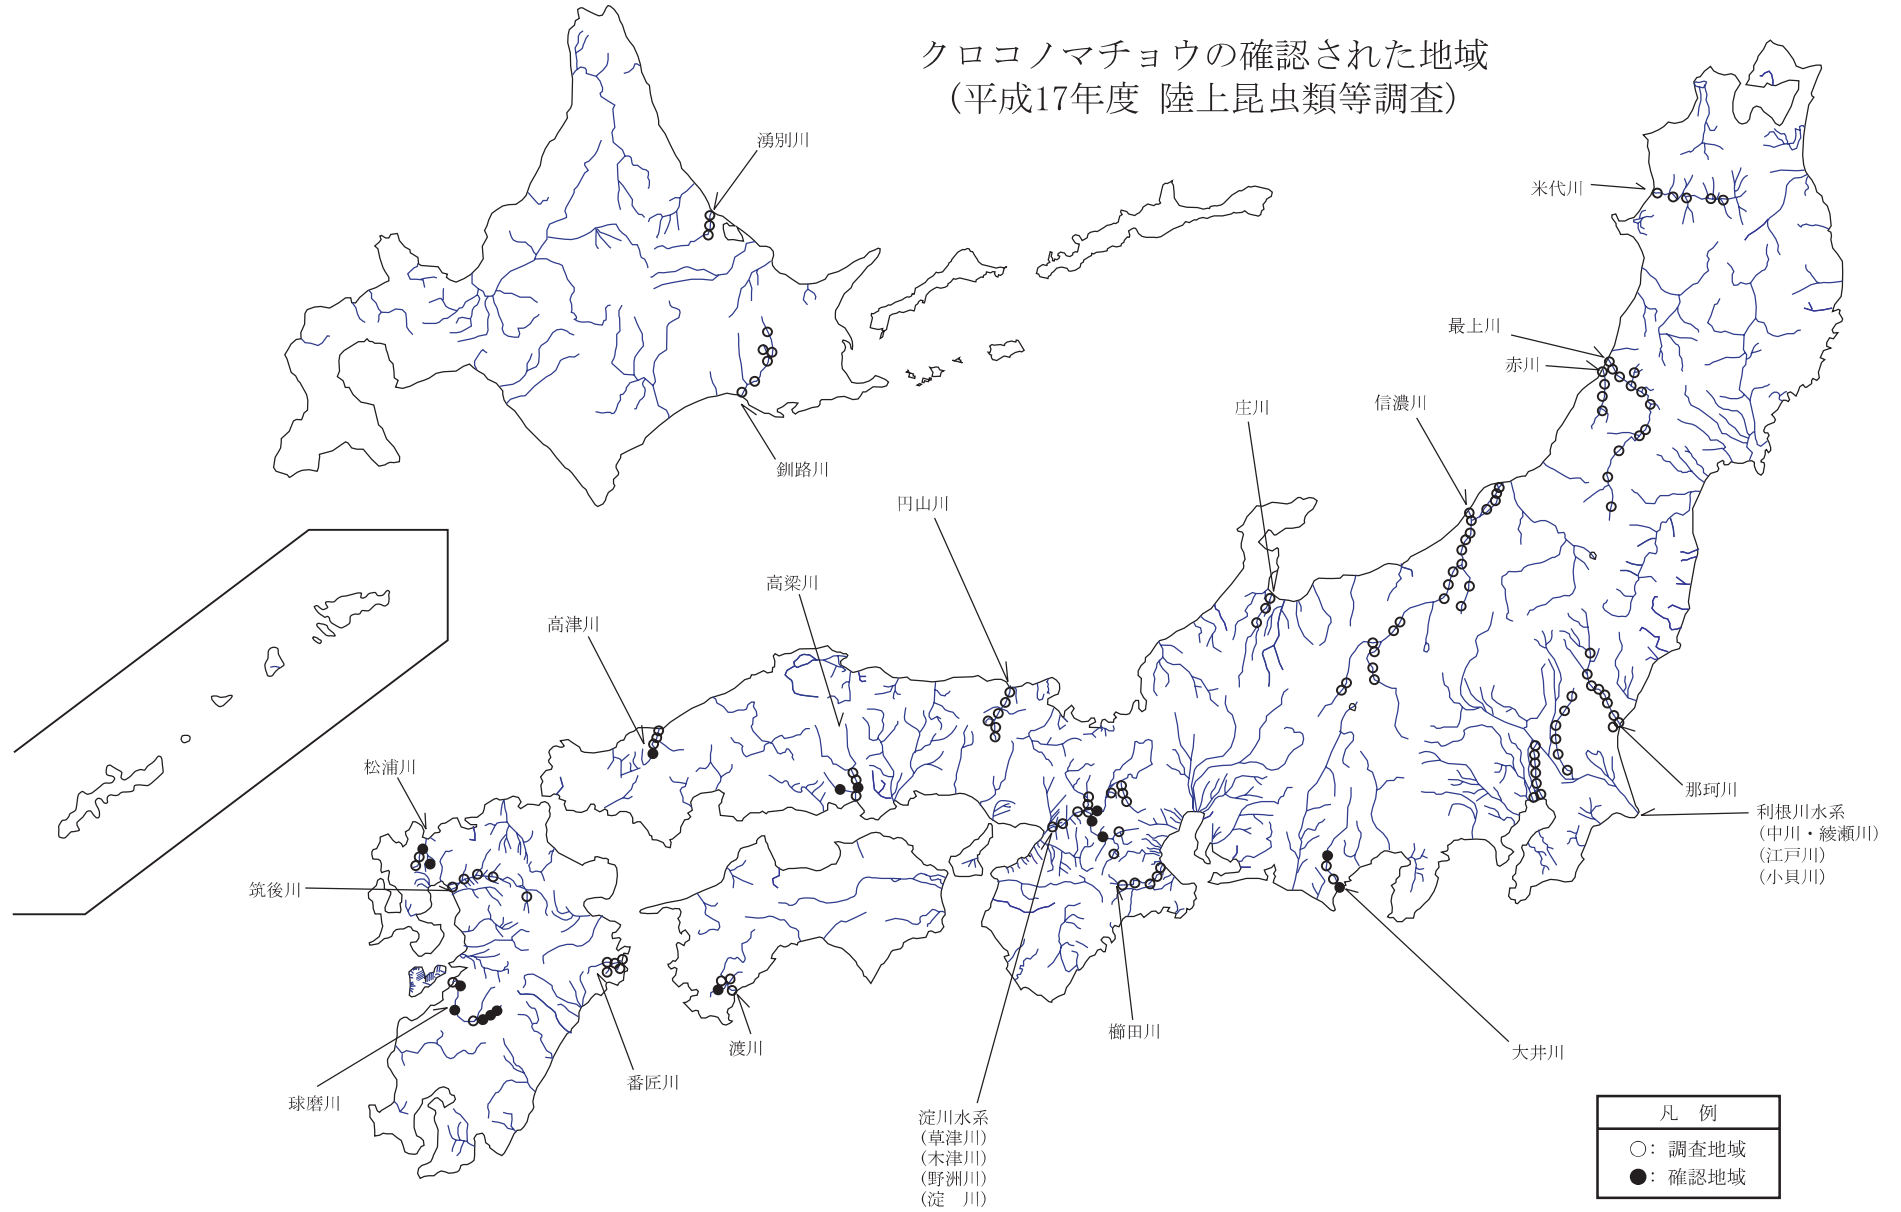 クロコノマチョウの確認された地域
(平成17年度 陸上昆虫類等調査)
湧別川
米代川
最上川
赤川
庄川
信濃川
釧路川
円山川
高梁川
高津川
松浦川
那珂川
利根川水系
(中川・綾瀬川)
(江戸川)
(小貝川)
筑後川
櫛田川
渡川
大井川
番匠川
球磨川
淀川水系
(草津川)
(木津川)
(野洲川)
(淀　川)
凡　例
○: 調査地域
●: 確認地域